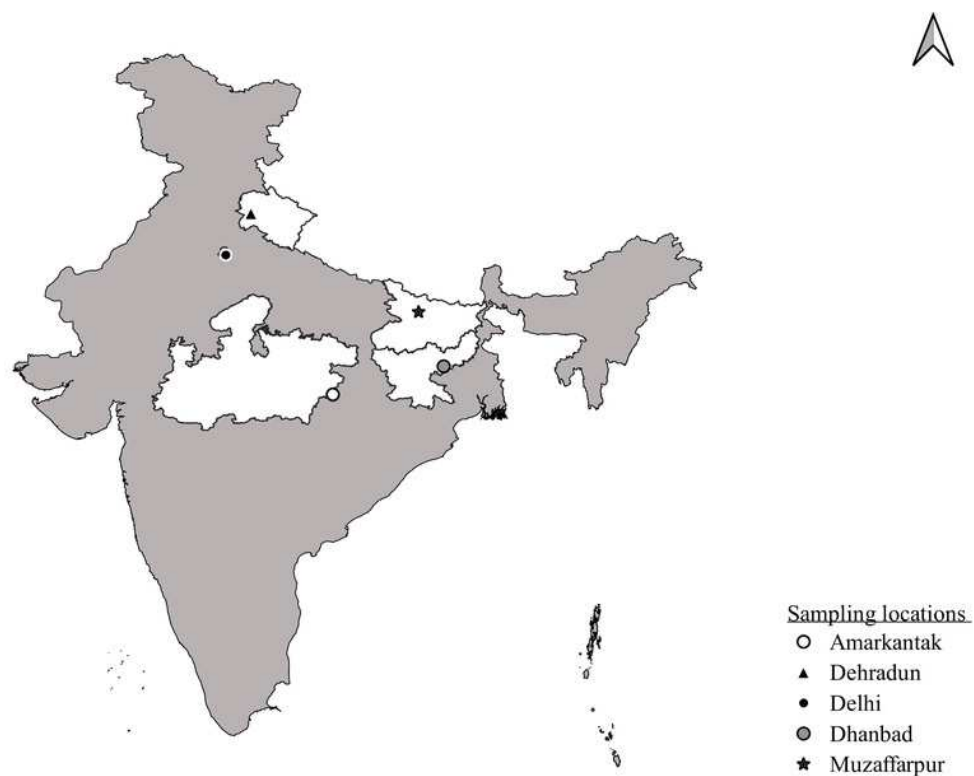 Sampling locations
Amarkantak
Dehradun
Delhi
Dhanbad
Muzaffarpur